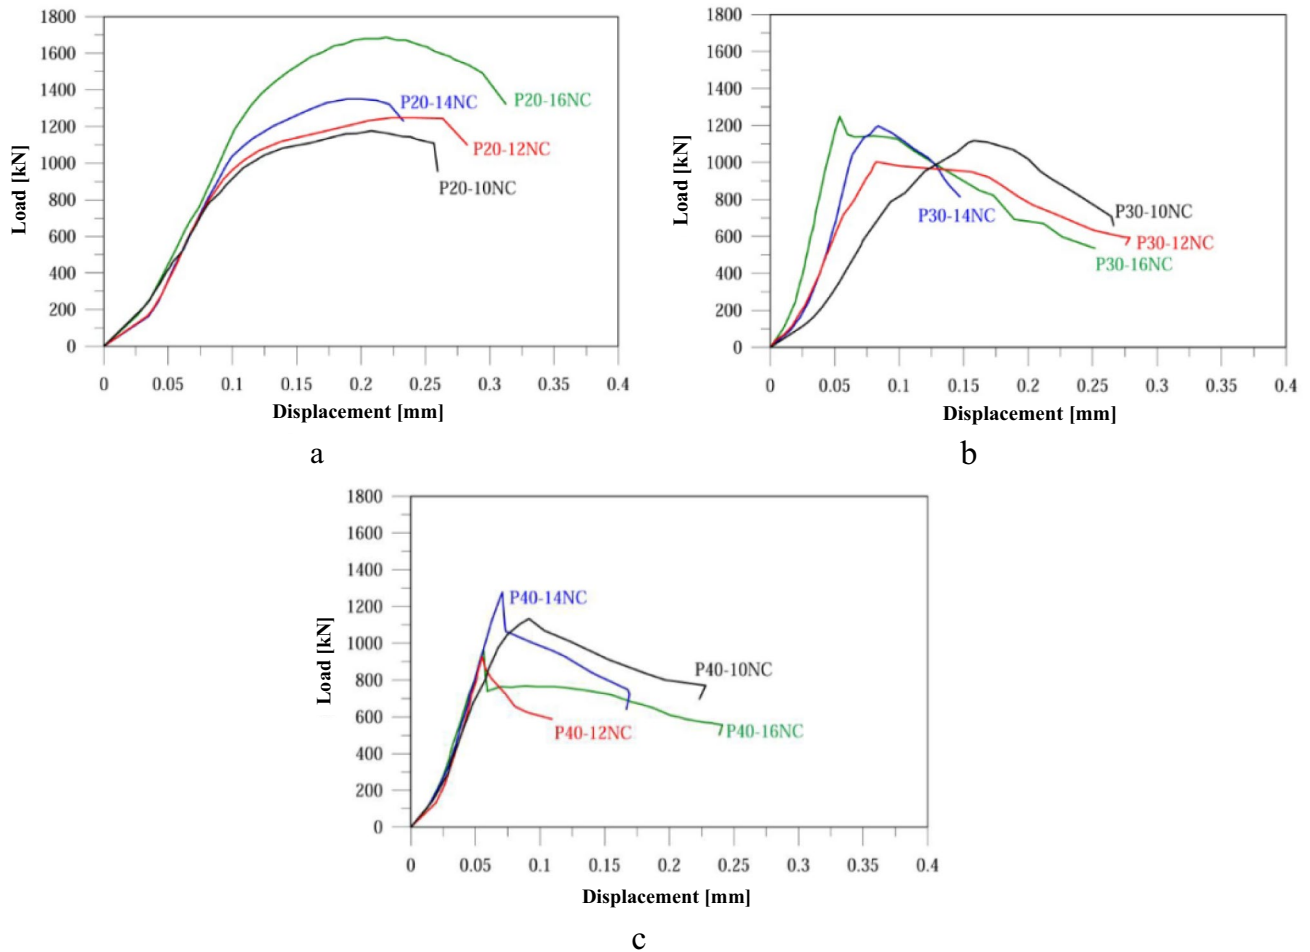 1800
1600
1400
1200
1000
800
600
400
200
0
Load [kN]
P20-14NC
P20-16NC
P20-12NC
P20-10NC
0 0.05 0.1 0.15 0.2 0.25 0.3 0.35 0.4
Displacement [mm]
a
1800
1600
1400
1200
1000
800
600
400
200
0
Load [kN]
P30-14NC
P30-10NC
P30-12NC
P30-16NC
0 0.05 0.1 0.15 0.2 0.25 0.3 0.35 0.4
Displacement [mm]
b
1800
1600
1400
1200
1000
800
600
400
200
0
Load [kN]
P40-14NC
P40-10NC
P40-12NC
P40-16NC
0 0.05 0.1 0.15 0.2 0.25 0.3 0.35 0.4
Displacement [mm]
c